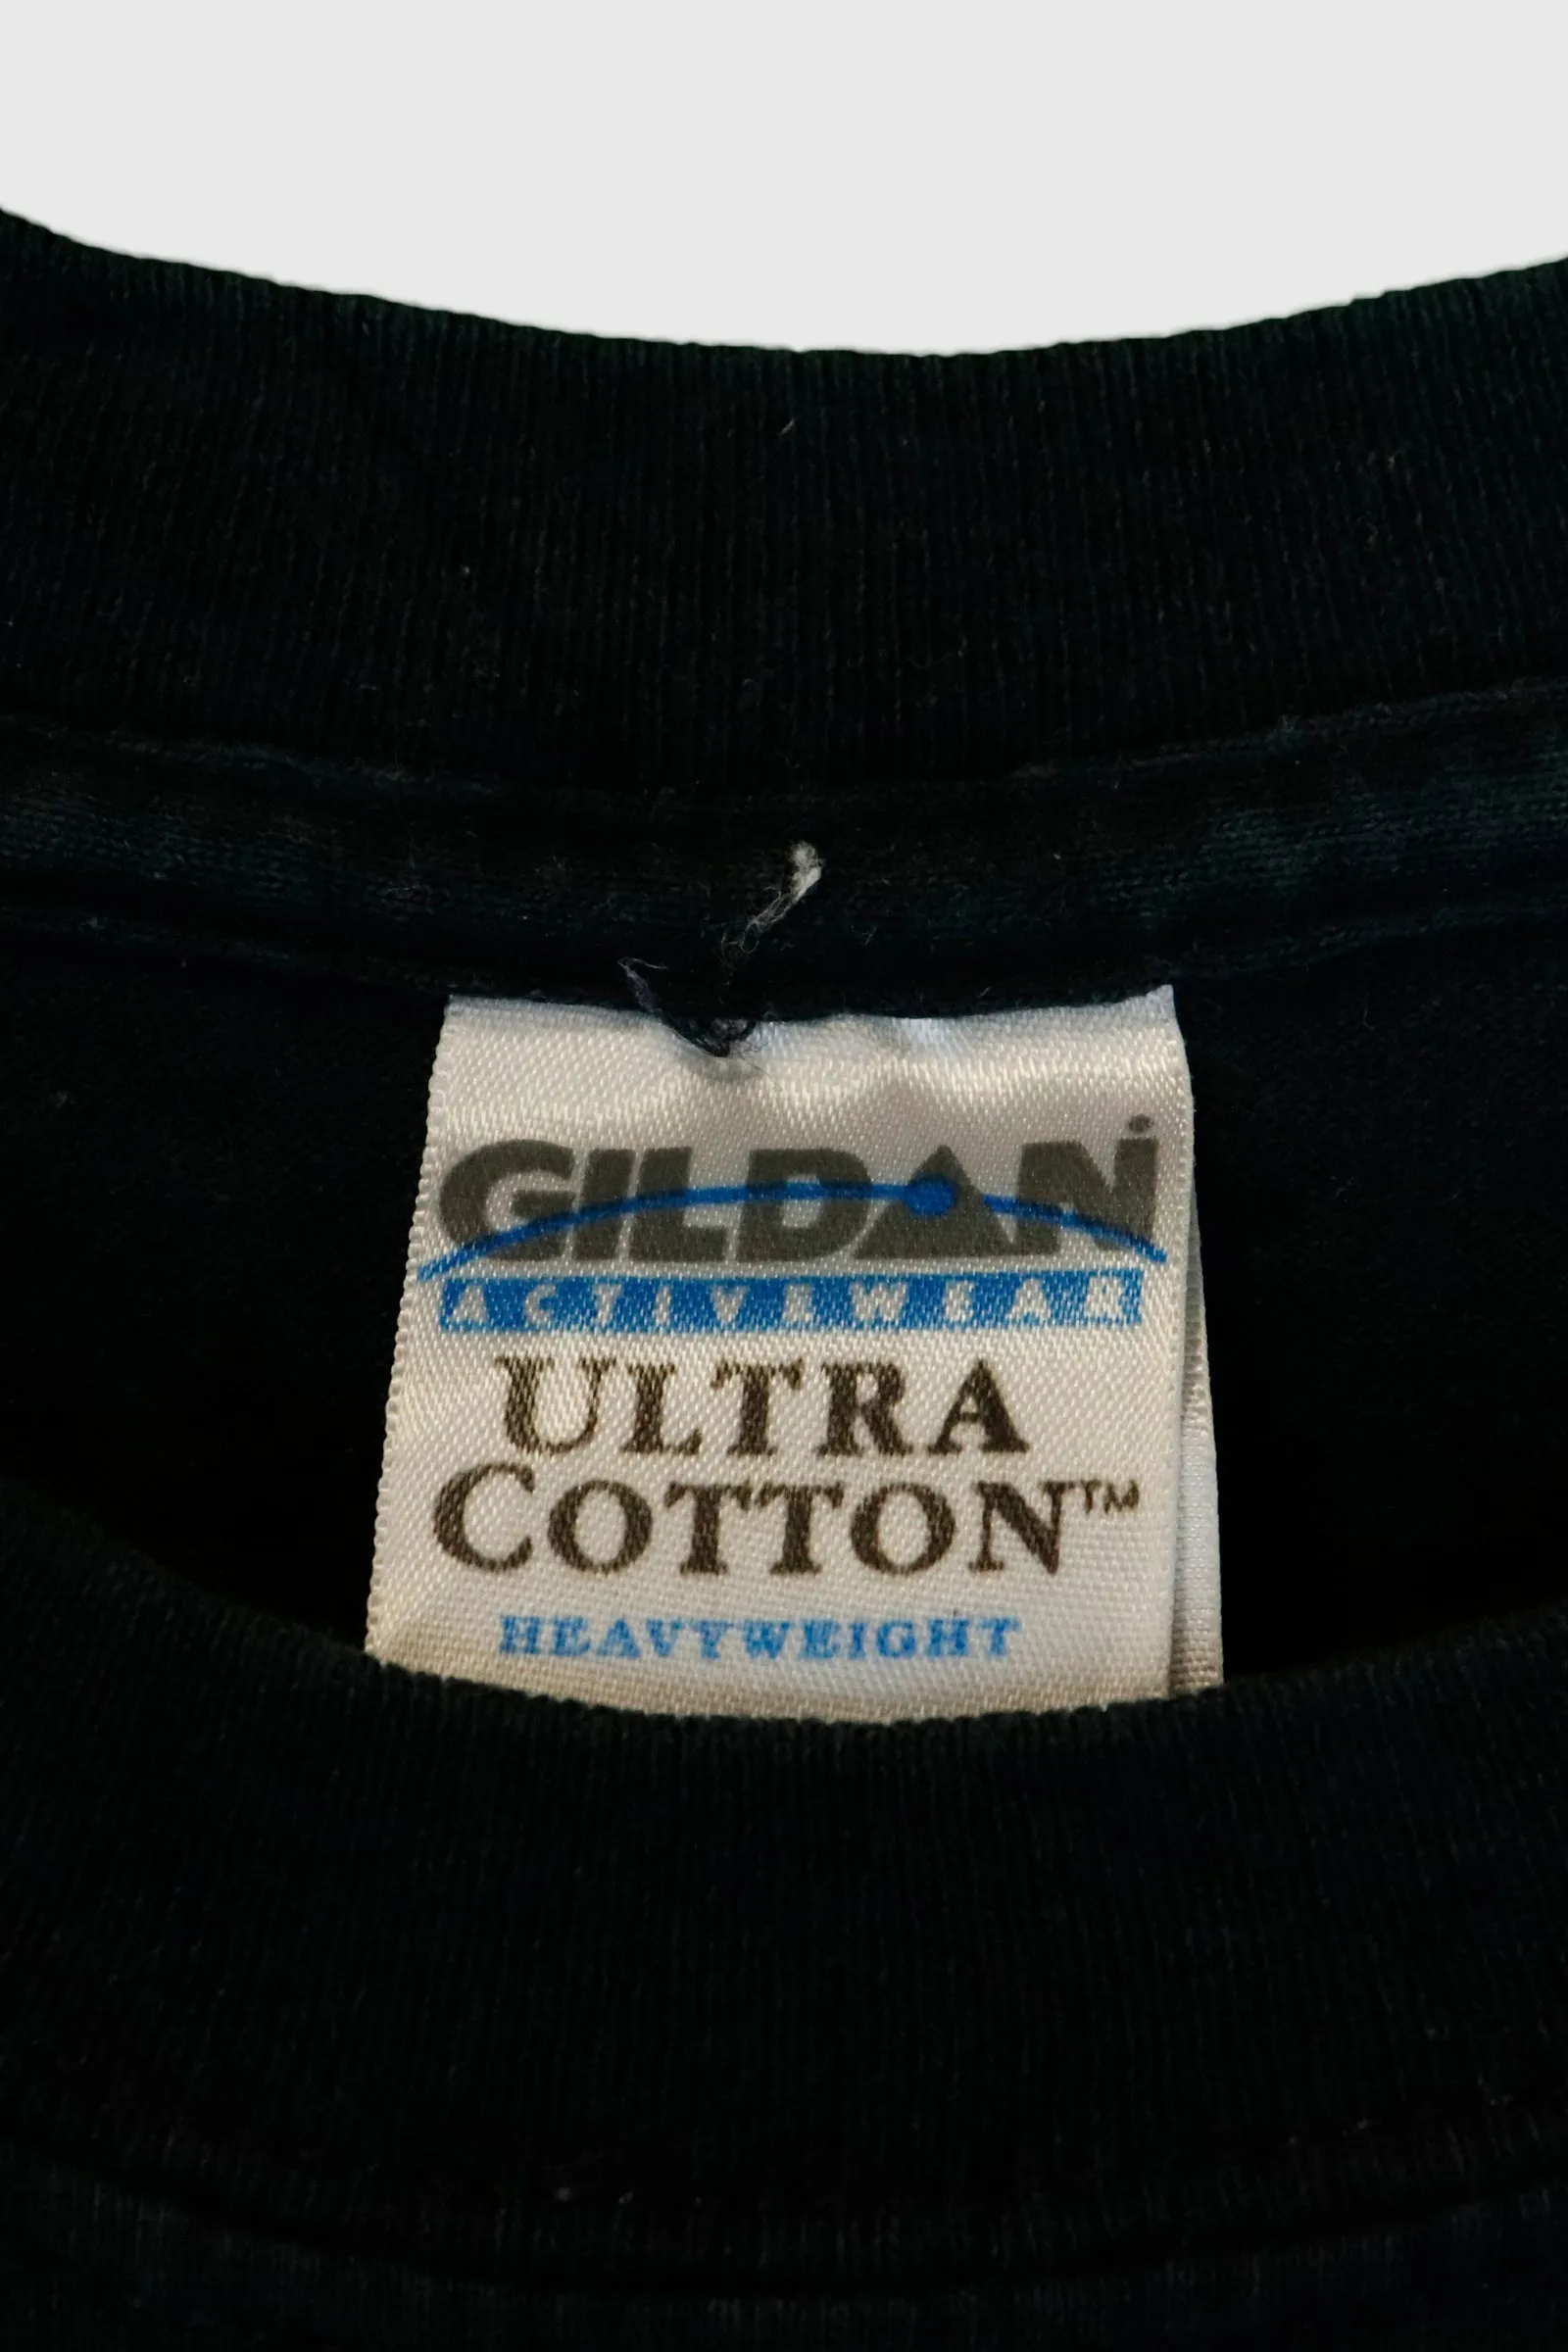 GILDAN
ACTIVEWEAR
ULTRA
COTTON™
HEAVYWEIGHT